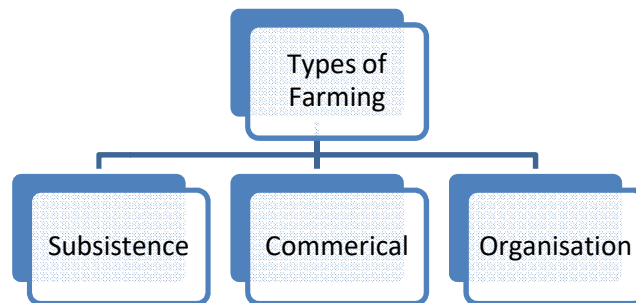 Types of
Farming
Subsistence
Commerical
Organisation